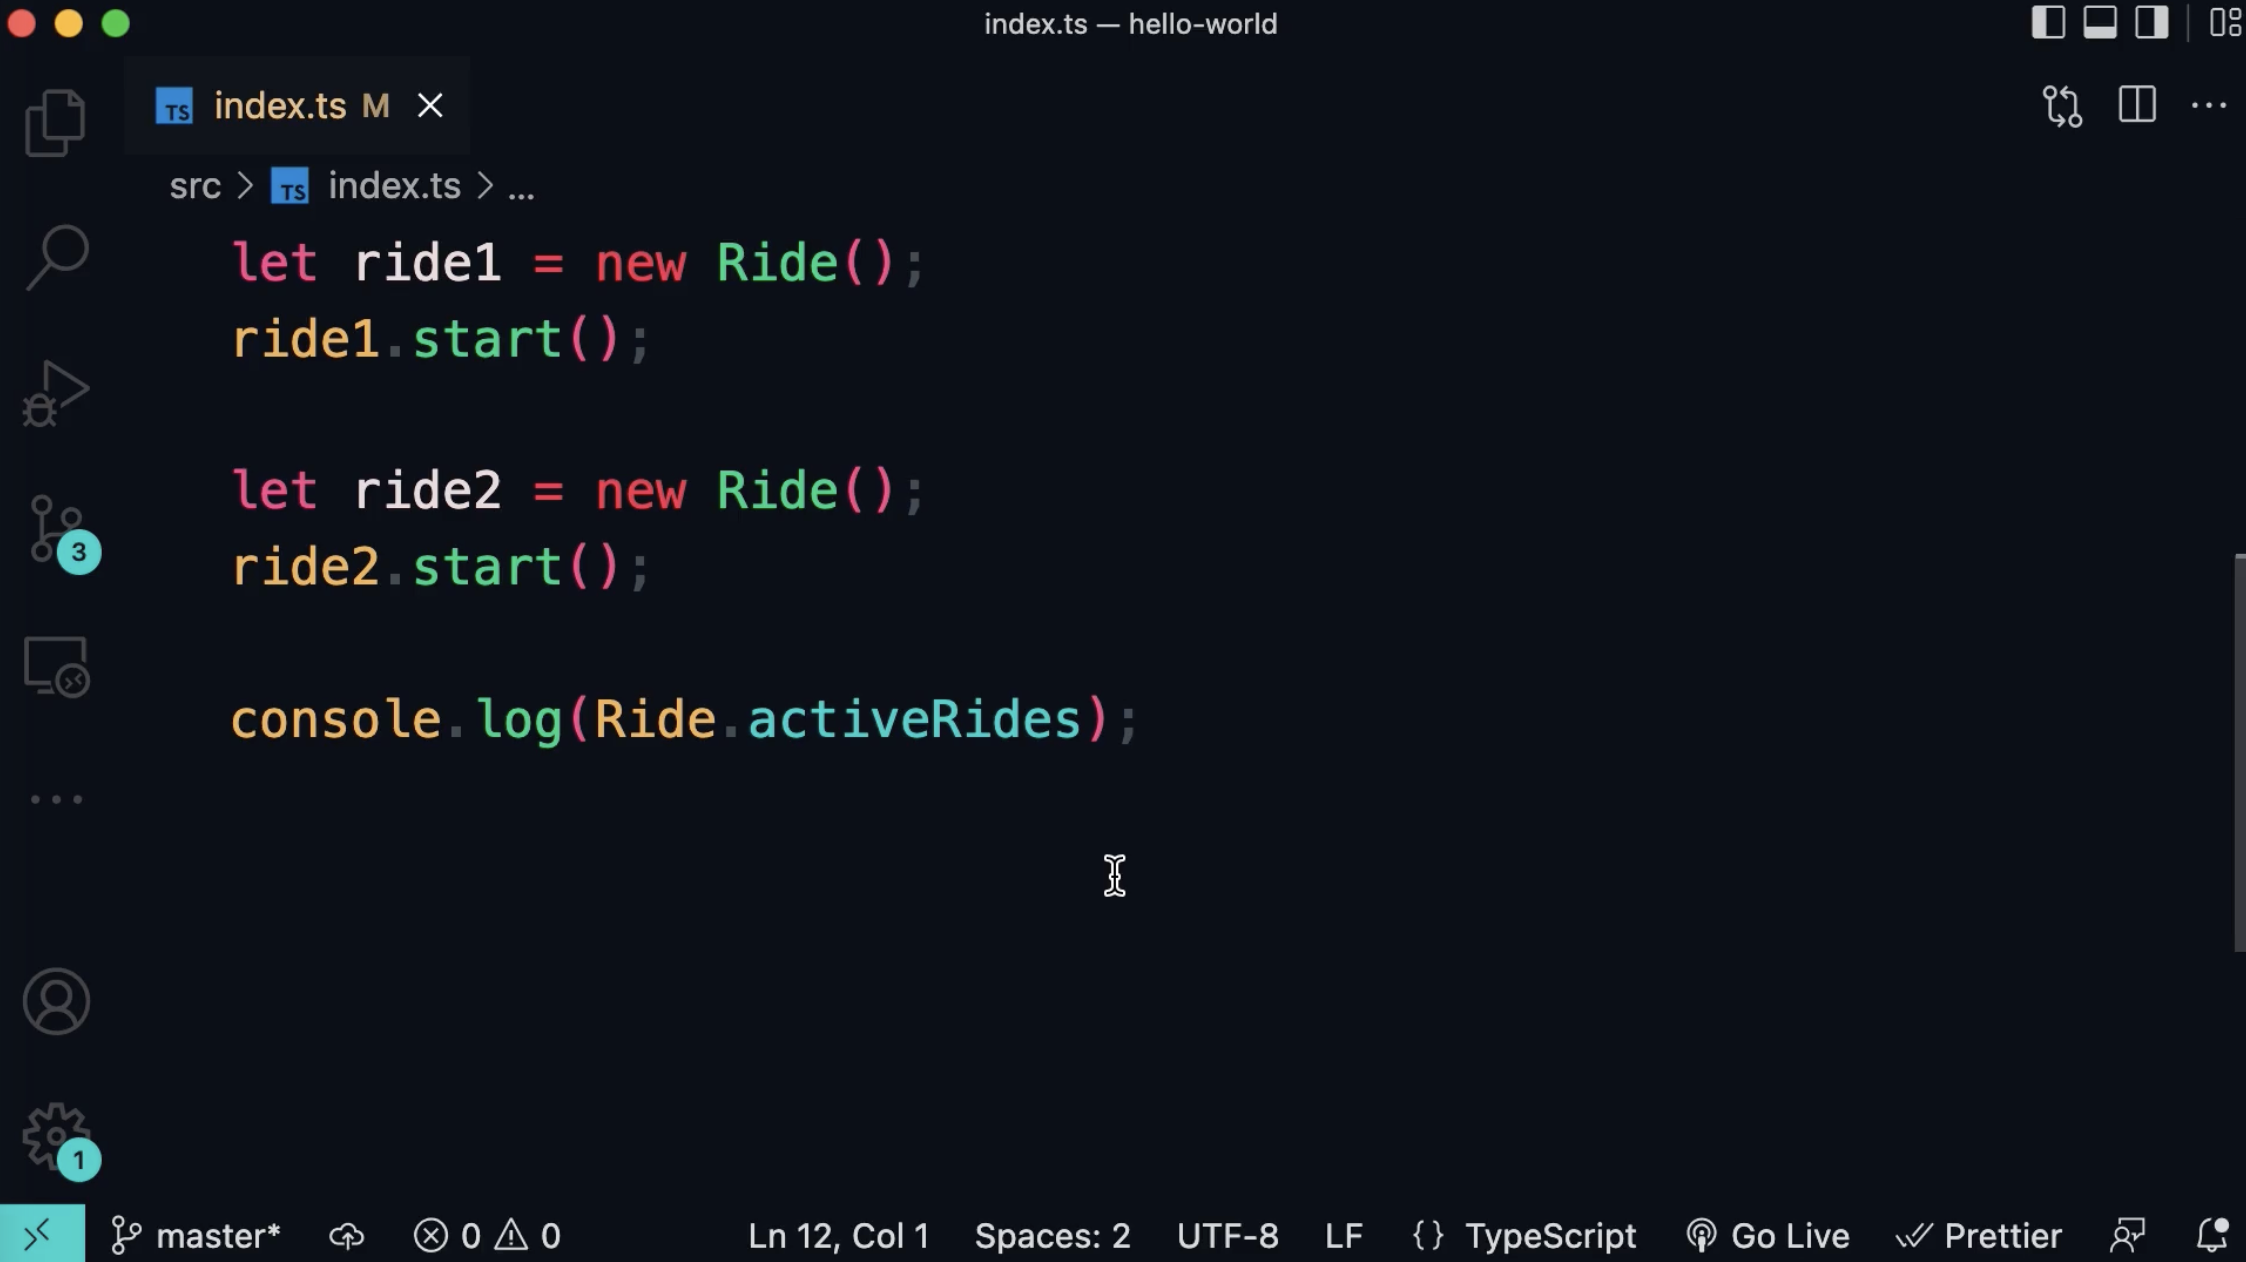 index.ts — hello-world
TS index.ts M
src > TS index.ts > ...
let ride1 = new Ride();
ride1.start();
let ride2 = new Ride();
ride2.start();
console.log(Ride.activeRides);
3
1
master* 0 0 Ln 12, Col 1 Spaces: 2 UTF-8 LF {} TypeScript Go Live Prettier